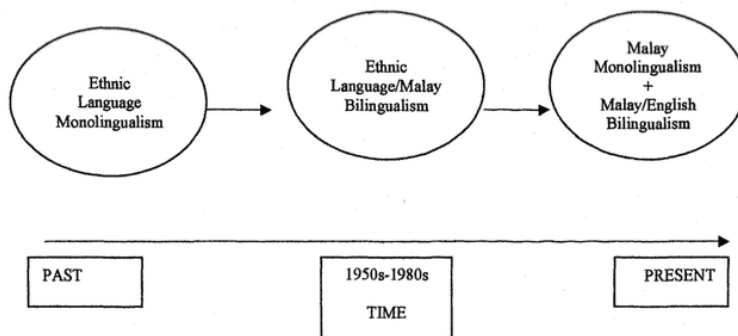 Ethnic
Language
Monolingualism
Ethnic
Language/Malay
Bilingualism
Malay
Monolingualism
+
Malay/English
Bilingualism
PAST
1950s-1980s
TIME
PRESENT